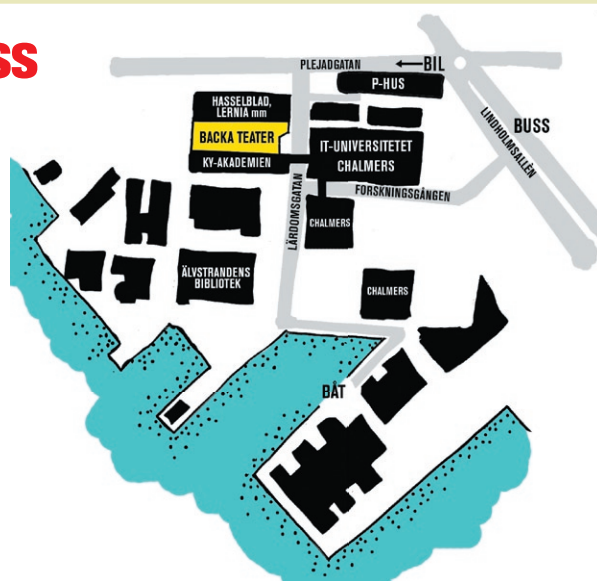 SS
PLEJADGATAN
BIL
P-HUS
HASSELBLAD,
LERNIA mm
BACKA TEATER
KY-AKADEMIEN
IT-UNIVERSITETET
CHALMERS
BUSS
LINDHOLMSALLÈN
FORSKNINGSGÅNGEN
LÄRDOMSGATAN
CHALMERS
ÄLVSTRANDENS
BIBLIOTEK
CHALMERS
BÅT